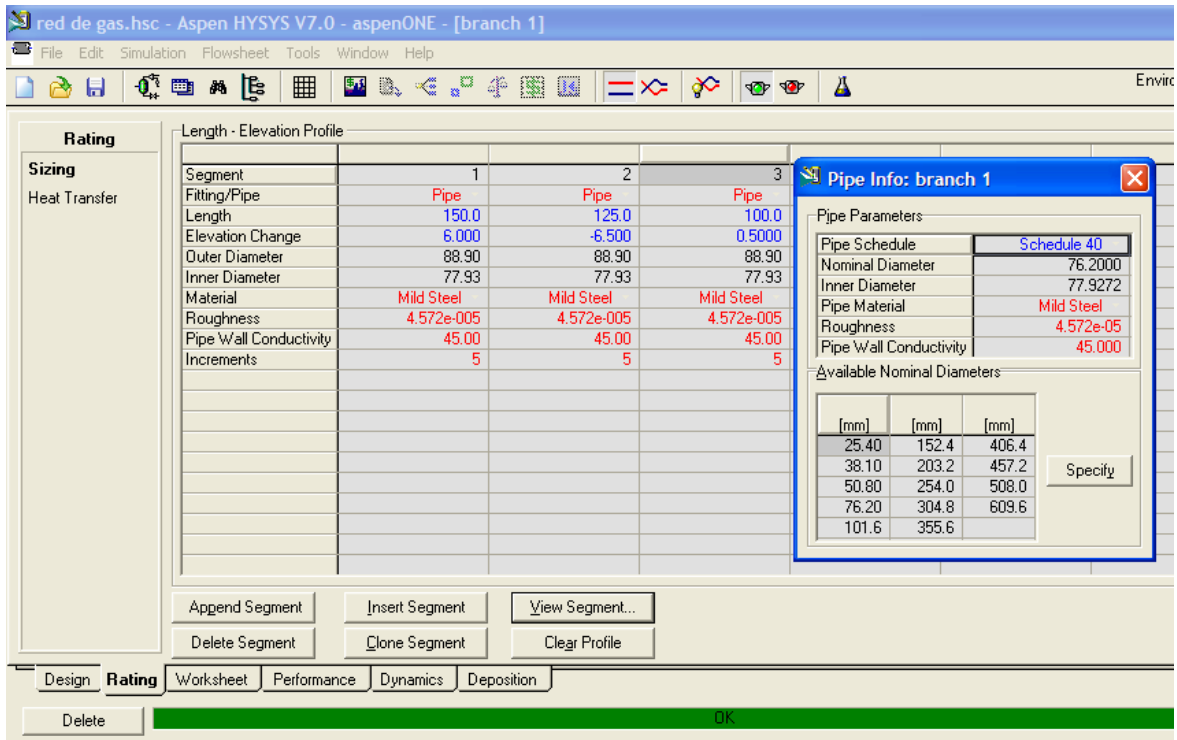 red de gas.hsc - Aspen HYSYS V7.0 - aspenONE - [branch 1]
File Edit Simulation Flowsheet Tools Window Help
Enviro
Rating
Sizing
Heat Transfer
Length - Elevation Profile
Segment 1 2 3
Fitting/Pipe Pipe Pipe Pipe
Length 150.0 125.0 100.0
Elevation Change 6.000 -6.500 0.5000
Outer Diameter 88.90 88.90 88.90
Inner Diameter 77.93 77.93 77.93
Material Mild Steel Mild Steel Mild Steel
Roughness 4.572e-005 4.572e-005 4.572e-005
Pipe Wall Conductivity 45.00 45.00 45.00
Increments 5 5 5
Pipe Info: branch 1
Pipe Parameters
Pipe Schedule Schedule 40
Nominal Diameter 76.2000
Inner Diameter 77.9272
Pipe Material Mild Steel
Roughness 4.572e-05
Pipe Wall Conductivity 45.000
Available Nominal Diameters
[mm] [mm] [mm]
25.40 152.4 406.4
38.10 203.2 457.2
50.80 254.0 508.0
76.20 304.8 609.6
101.6 355.6
Specify
Append Segment Insert Segment View Segment...
Delete Segment Clone Segment Clear Profile
Design Rating Worksheet Performance Dynamics Deposition
Delete OK